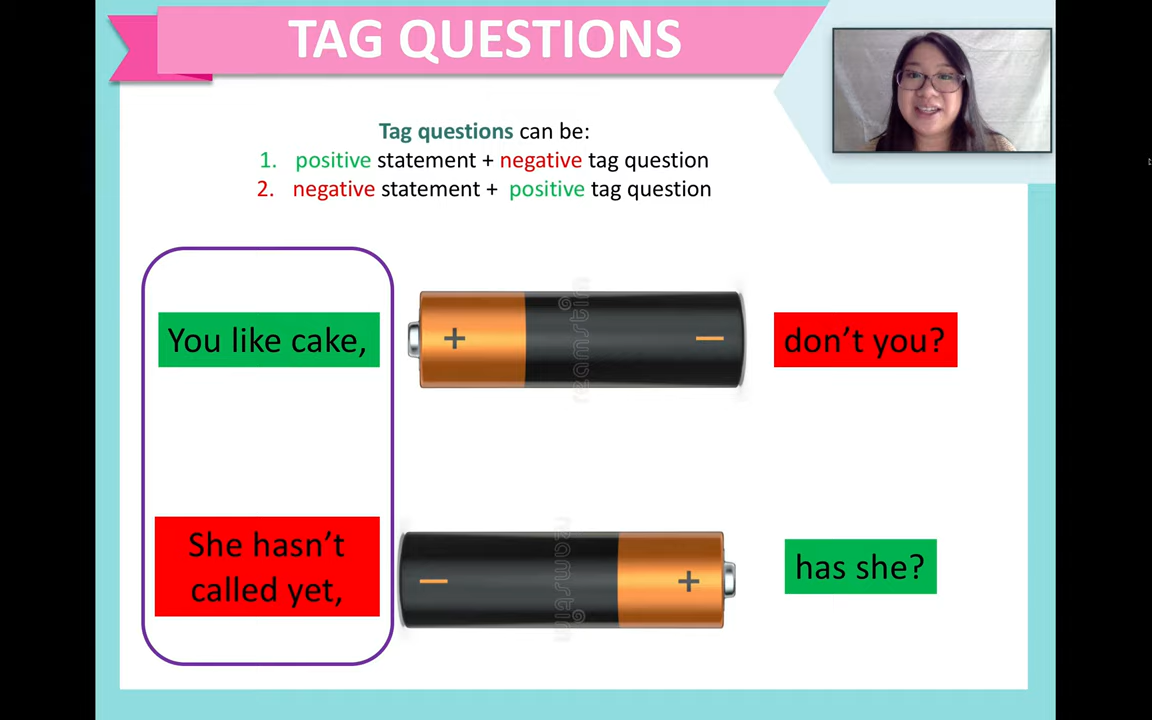 TAG QUESTIONS
Tag questions can be:
1. positive statement + negative tag question
2. negative statement + positive tag question
You like cake,
+
–
don't you?
She hasn't
called yet,
–
+
has she?